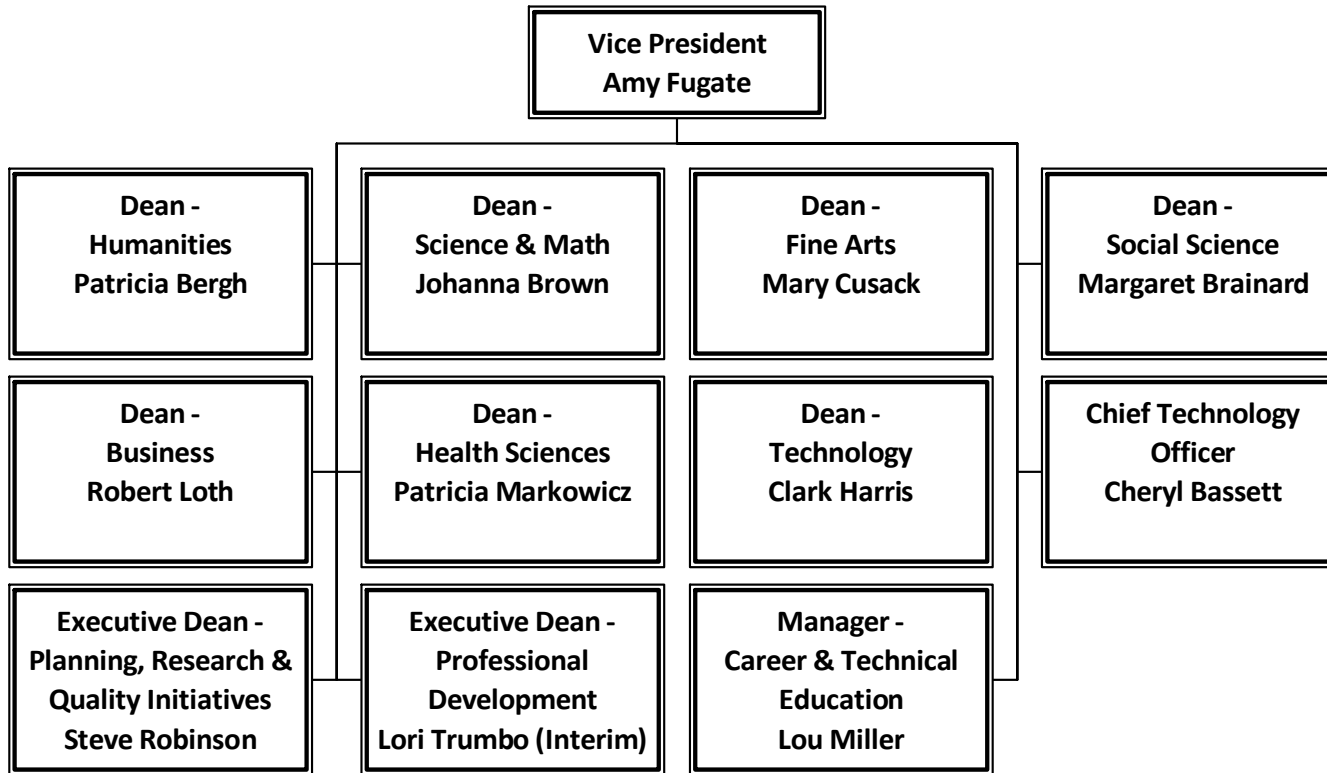 Vice President
Amy Fugate
Dean -
Humanities
Patricia Bergh
Dean -
Science & Math
Johanna Brown
Dean -
Fine Arts
Mary Cusack
Dean -
Social Science
Margaret Brainard
Dean -
Business
Robert Loth
Dean -
Health Sciences
Patricia Markowicz
Dean -
Technology
Clark Harris
Chief Technology
Officer
Cheryl Bassett
Executive Dean -
Planning, Research &
Quality Initiatives
Steve Robinson
Executive Dean -
Professional
Development
Lori Trumbo (Interim)
Manager -
Career & Technical
Education
Lou Miller